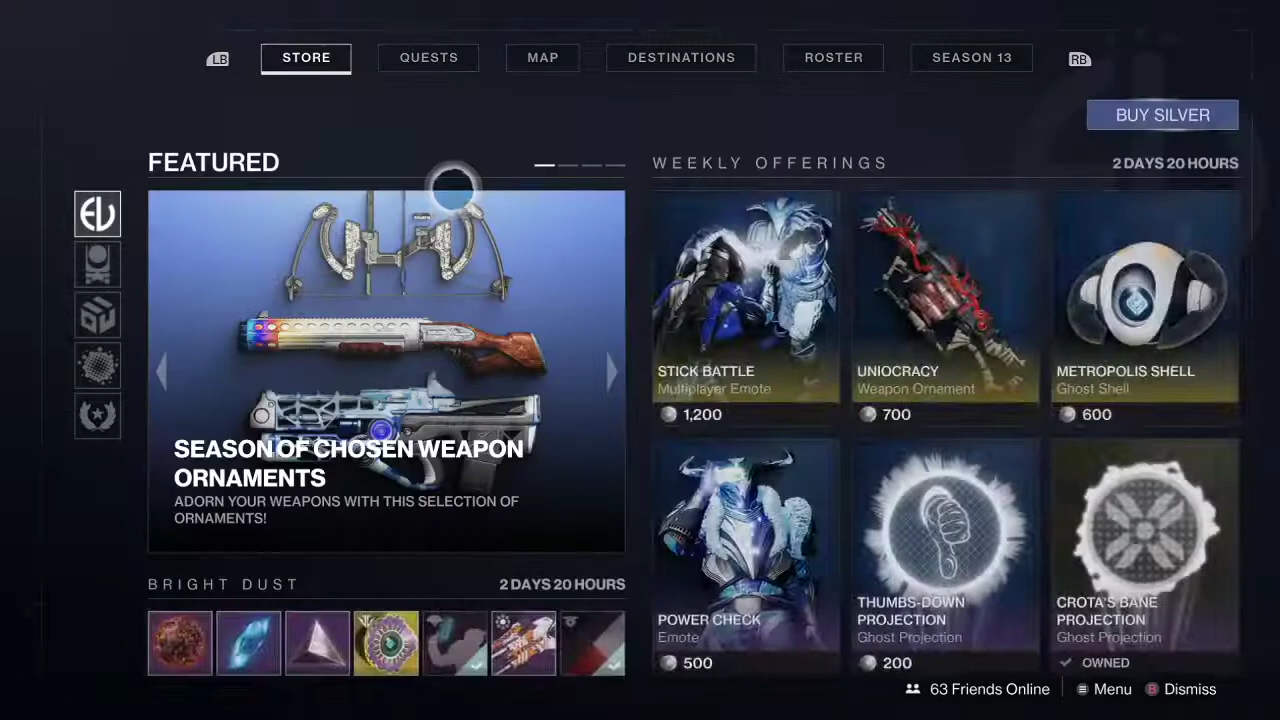 LB
STORE
QUESTS
MAP
DESTINATIONS
ROSTER
SEASON 13
RB
BUY SILVER
FEATURED
SEASON OF CHOSEN WEAPON
ORNAMENTS
ADORN YOUR WEAPONS WITH THIS SELECTION OF
ORNAMENTS!
BRIGHT DUST
2 DAYS 20 HOURS
WEEKLY OFFERINGS
2 DAYS 20 HOURS
STICK BATTLE
Multiplayer Emote
1,200
UNIOCRACY
Weapon Ornament
700
METROPOLIS SHELL
Ghost Shell
600
POWER CHECK
Emote
500
THUMBS-DOWN
PROJECTION
Ghost Projection
200
CROTA'S BANE
PROJECTION
Ghost Projection
OWNED
63 Friends Online
Menu
B Dismiss